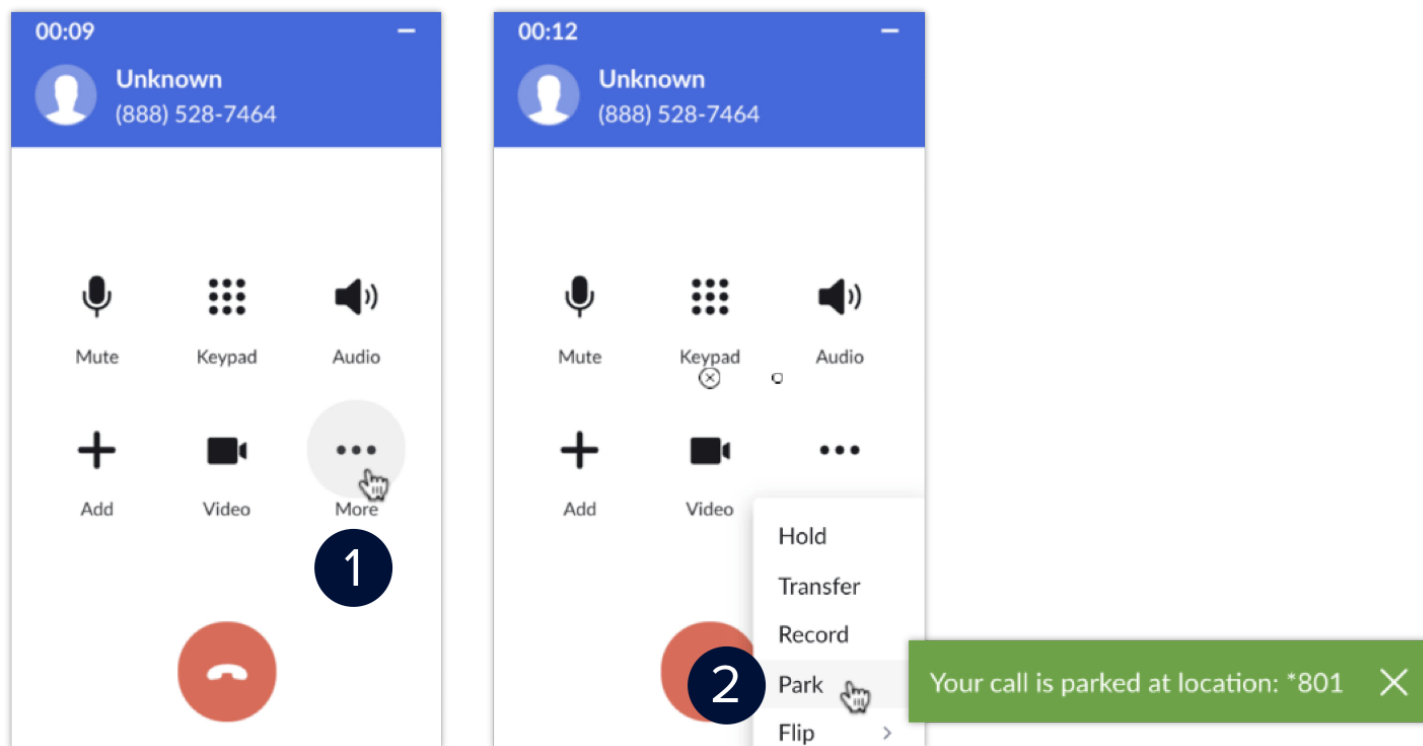 00:09
Unknown
(888) 528-7464
Mute Keypad Audio
Add Video More
1
00:12
Unknown
(888) 528-7464
Mute Keypad Audio
Add Video
Hold
Transfer
Record
2 Park
Flip
Your call is parked at location: *801